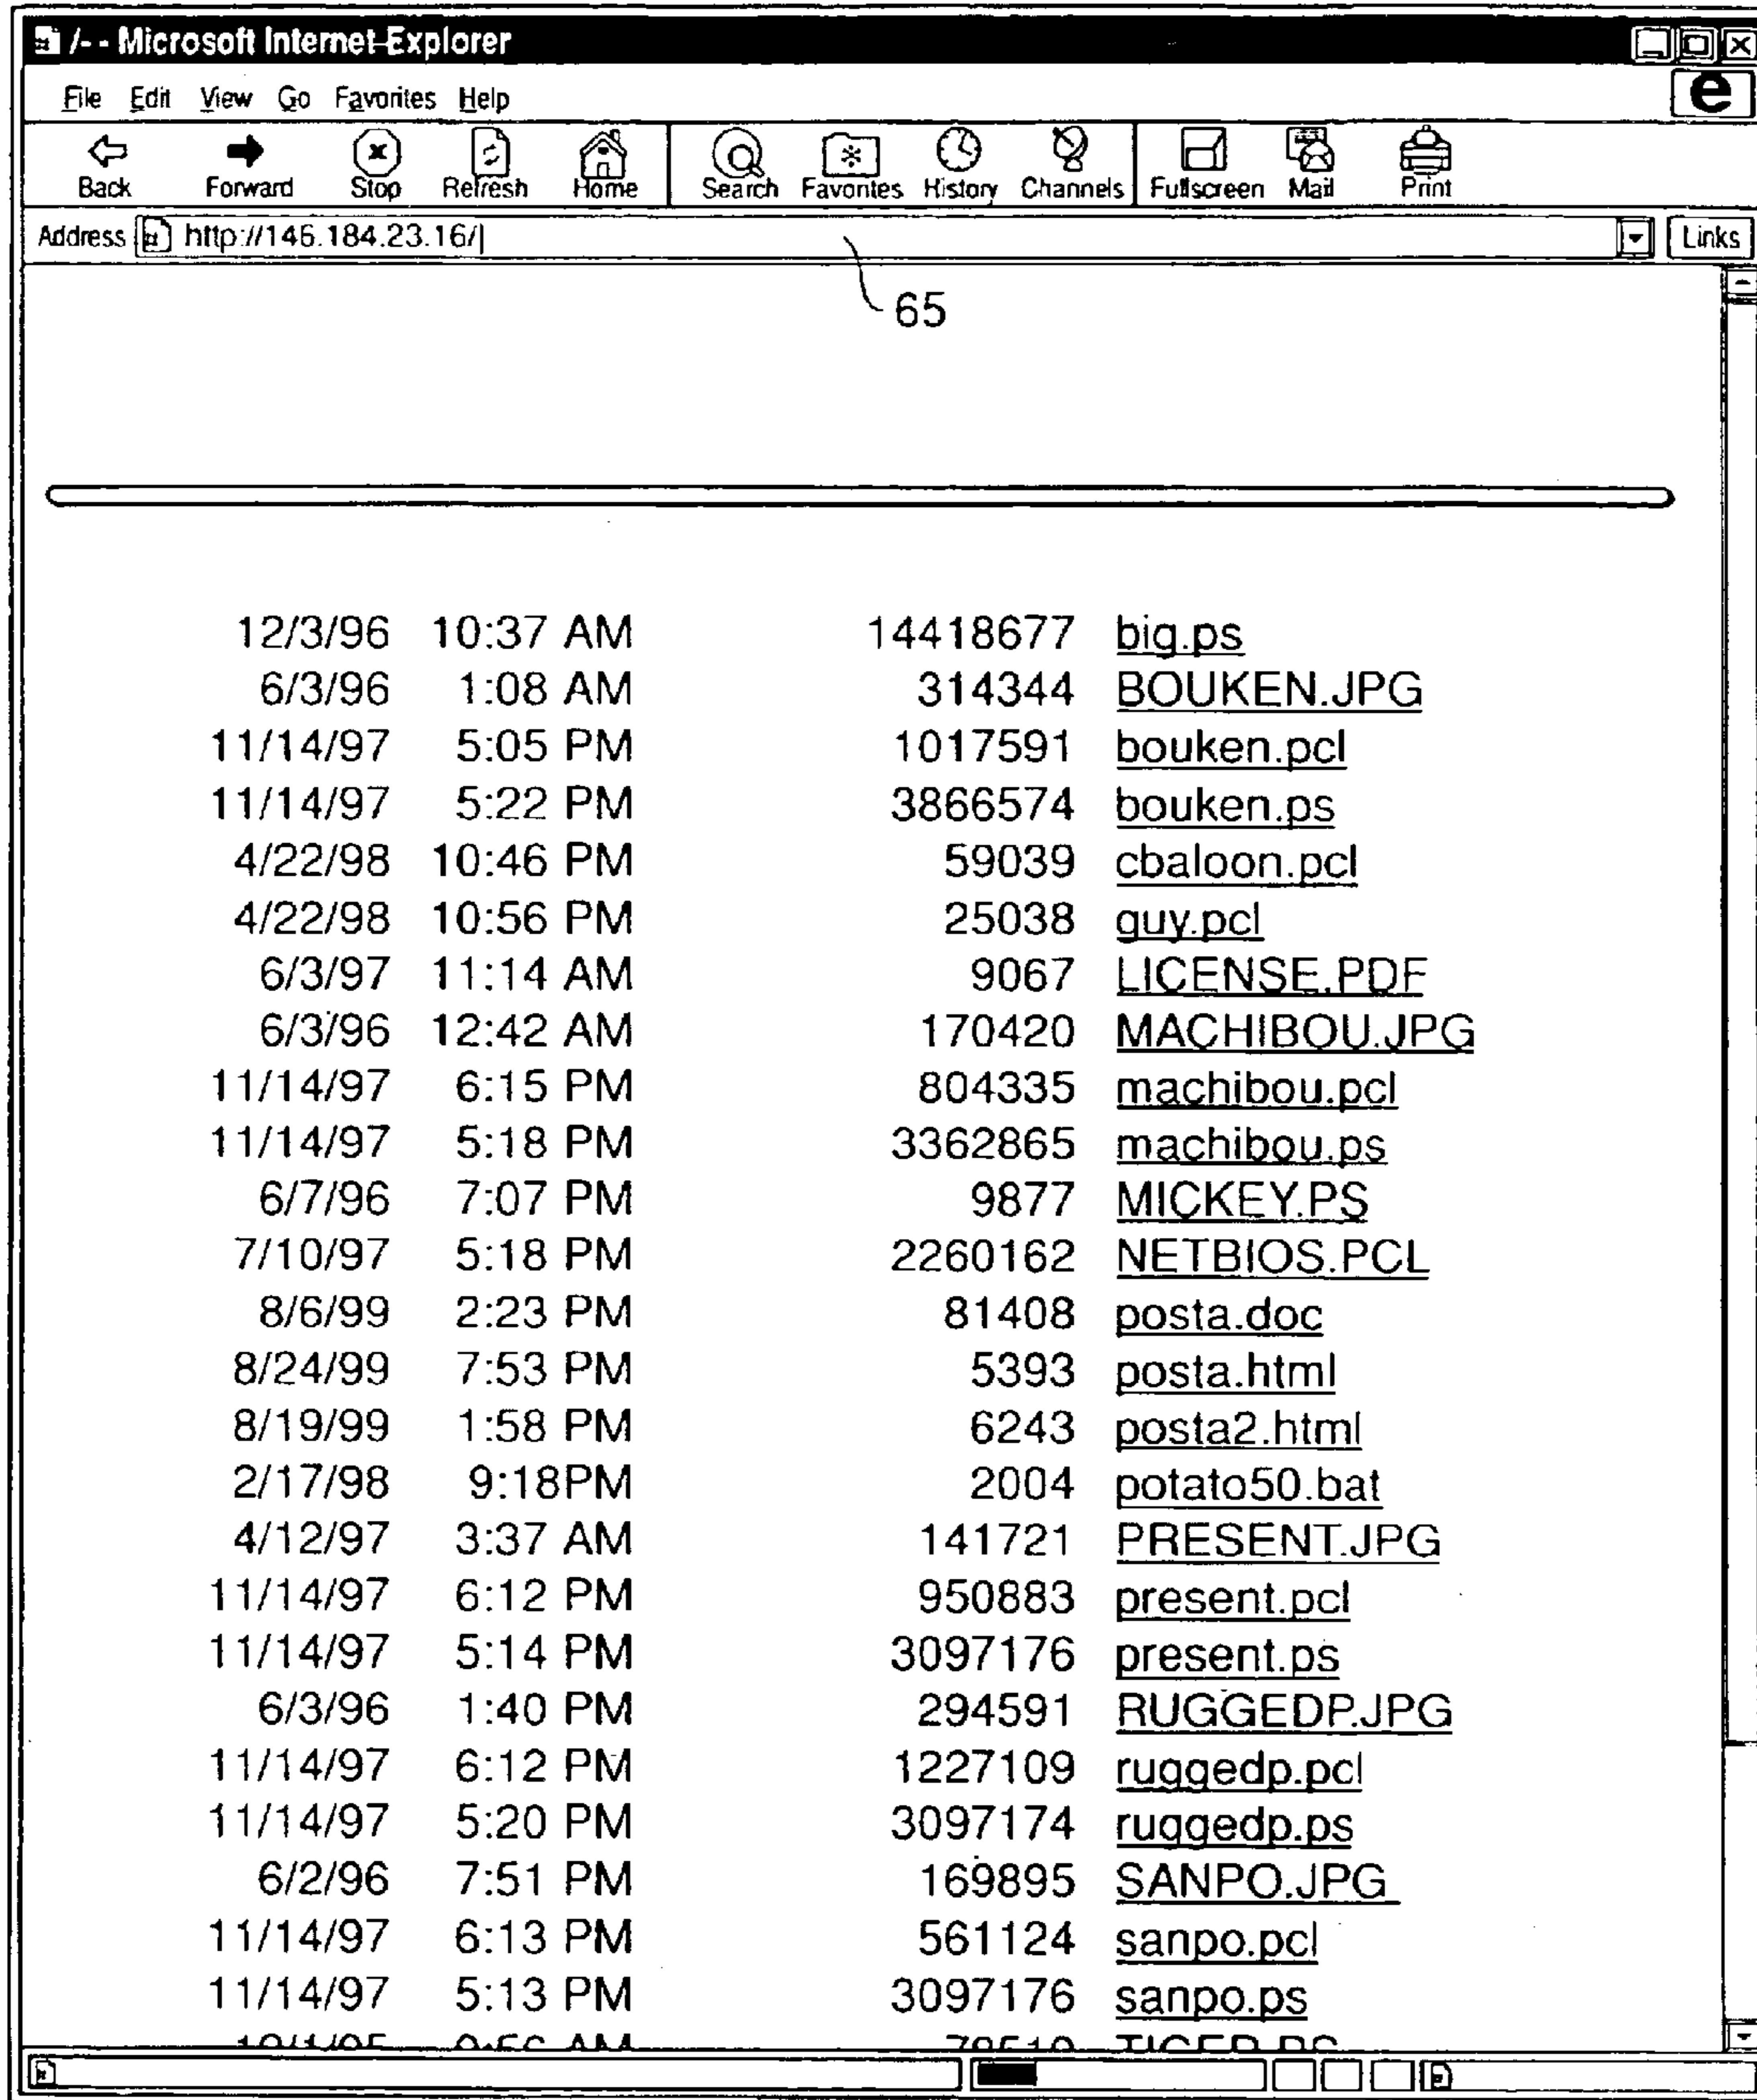 /- - Microsoft Internet Explorer
File Edit View Go Favorites Help
e
Back Forward Stop Refresh Home Search Favorites History Channels Fullscreen Mail Print
Address http://146.184.23.16/ Links
65
12/3/96 10:37 AM 14418677 big.ps
6/3/96 1:08 AM 314344 BOUKEN.JPG
11/14/97 5:05 PM 1017591 bouken.pcl
11/14/97 5:22 PM 3866574 bouken.ps
4/22/98 10:46 PM 59039 cbaloon.pcl
4/22/98 10:56 PM 25038 guy.pcl
6/3/97 11:14 AM 9067 LICENSE.PDF
6/3/96 12:42 AM 170420 MACHIBOU.JPG
11/14/97 6:15 PM 804335 machibou.pcl
11/14/97 5:18 PM 3362865 machibou.ps
6/7/96 7:07 PM 9877 MICKEY.PS
7/10/97 5:18 PM 2260162 NETBIOS.PCL
8/6/99 2:23 PM 81408 posta.doc
8/24/99 7:53 PM 5393 posta.html
8/19/99 1:58 PM 6243 posta2.html
2/17/98 9:18PM 2004 potato50.bat
4/12/97 3:37 AM 141721 PRESENT.JPG
11/14/97 6:12 PM 950883 present.pcl
11/14/97 5:14 PM 3097176 present.ps
6/3/96 1:40 PM 294591 RUGGEDP.JPG
11/14/97 6:12 PM 1227109 ruggedp.pcl
11/14/97 5:20 PM 3097174 ruggedp.ps
6/2/96 7:51 PM 169895 SANPO.JPG
11/14/97 6:13 PM 561124 sanpo.pcl
11/14/97 5:13 PM 3097176 sanpo.ps